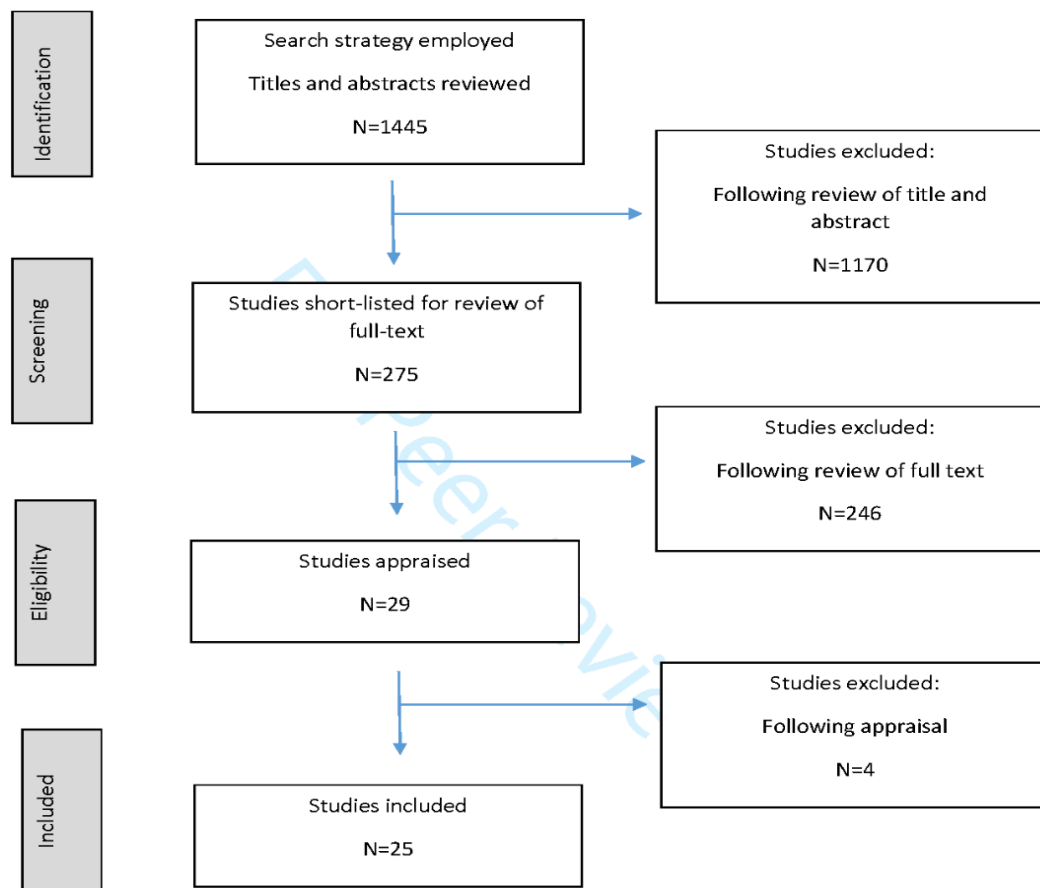 Identification
Search strategy employed
Titles and abstracts reviewed
N=1445
Studies excluded:
Following review of title and
abstract
N=1170
Screening
Studies short-listed for review of
full-text
N=275
Studies excluded:
Following review of full text
N=246
Eligibility
Studies appraised
N=29
Studies excluded:
Following appraisal
N=4
Included
Studies included
N=25
Peer